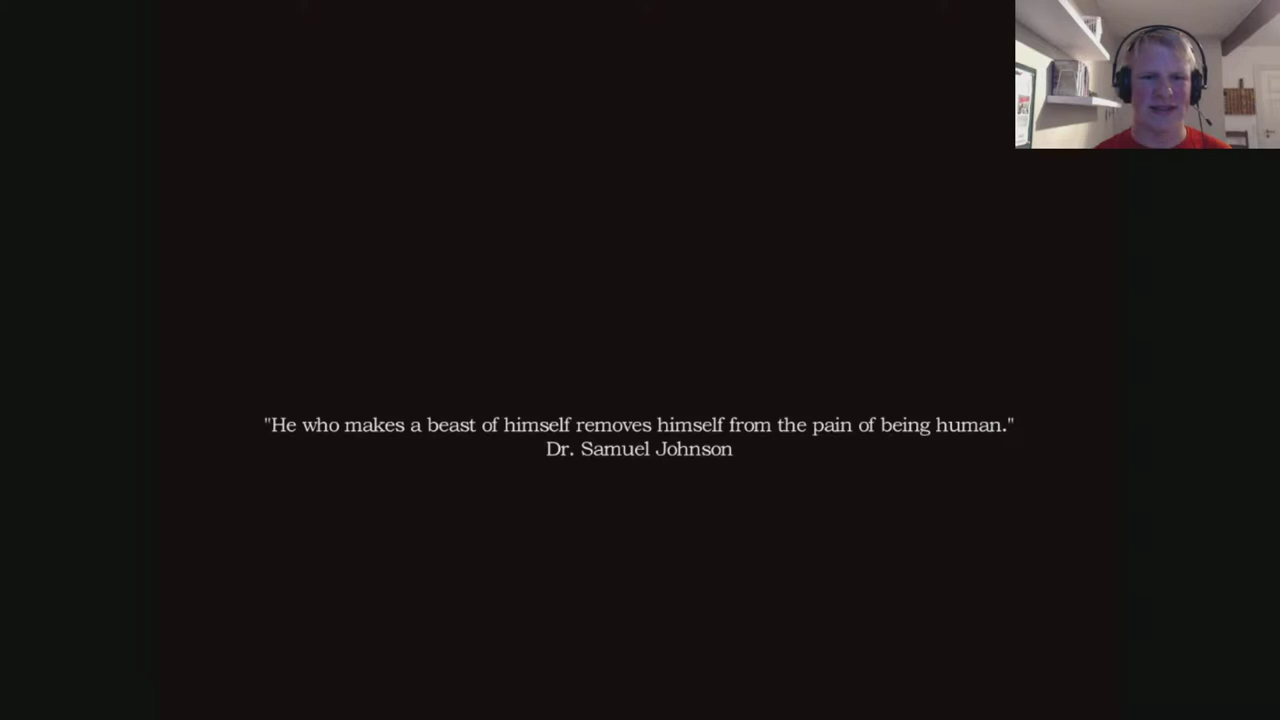 "He who makes a beast of himself removes himself from the pain of being human."
Dr. Samuel Johnson